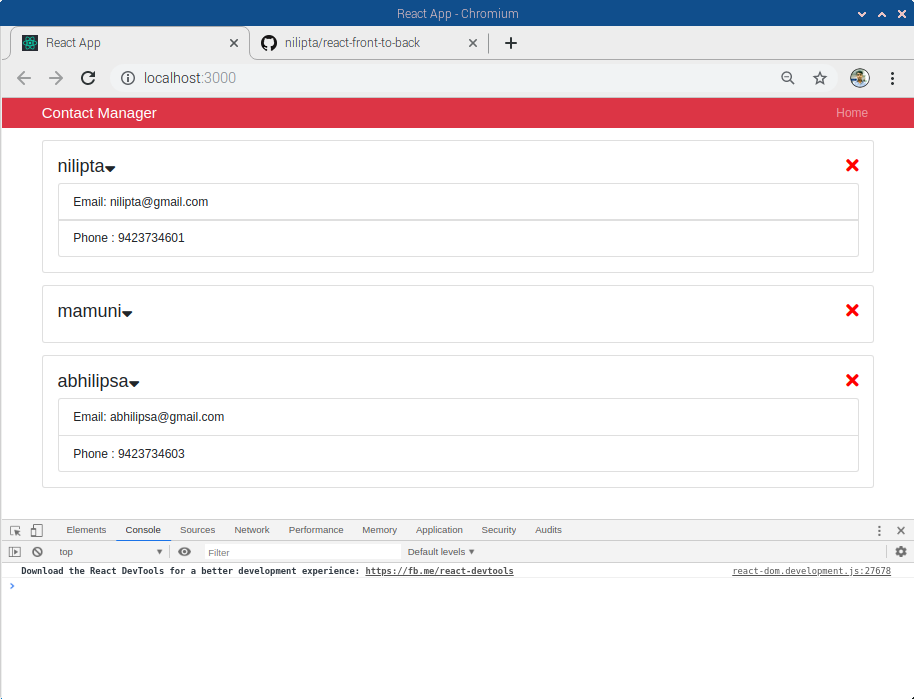 React App - Chromium
React App
nilipta/react-front-to-back
localhost:3000
Contact Manager Home
nilipta
Email: nilipta@gmail.com
Phone : 9423734601
mamuni
abhilipsa
Email: abhilipsa@gmail.com
Phone : 9423734603
Elements Console Sources Network Performance Memory Application Security Audits
top Filter Default levels
Download the React DevTools for a better development experience: https://fb.me/react-devtools react-dom.development.js:27678